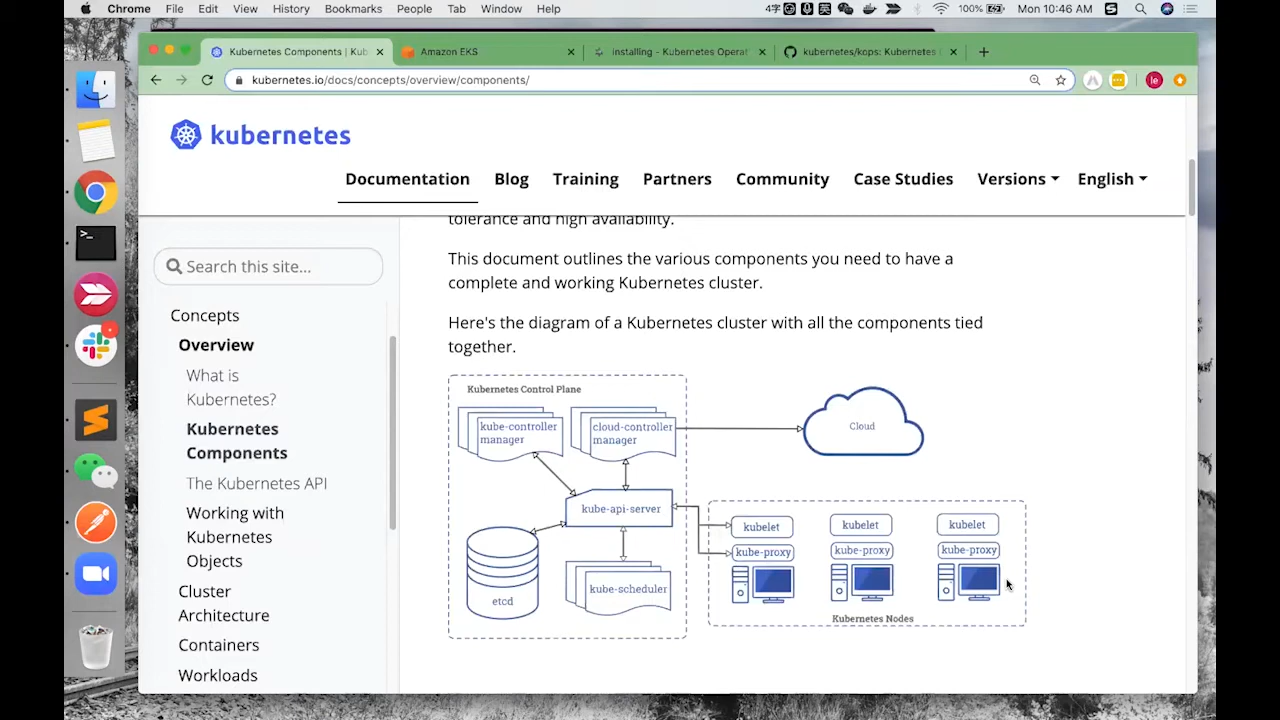 Chrome File Edit View History Bookmarks People Tab Window Help 100% Mon 10:46 AM
Kubernetes Components | Kub Amazon EKS installing - Kubernetes Operat kubernetes/kops: Kubernetes
kubernetes.io/docs/concepts/overview/components/
le
kubernetes
Documentation Blog Training Partners Community Case Studies Versions English
tolerance and high availability.
This document outlines the various components you need to have a
complete and working Kubernetes cluster.
Here's the diagram of a Kubernetes cluster with all the components tied
together.
Search this site...
Concepts
Overview
What is
Kubernetes?
Kubernetes
Components
The Kubernetes API
Working with
Kubernetes
Objects
Cluster
Architecture
Containers
Workloads
Kubernetes Control Plane
kube-controller
manager
cloud-controller
manager
Cloud
kube-api-server
etcd
kube-scheduler
kubelet
kube-proxy
kubelet
kube-proxy
kubelet
kube-proxy
Kubernetes Nodes